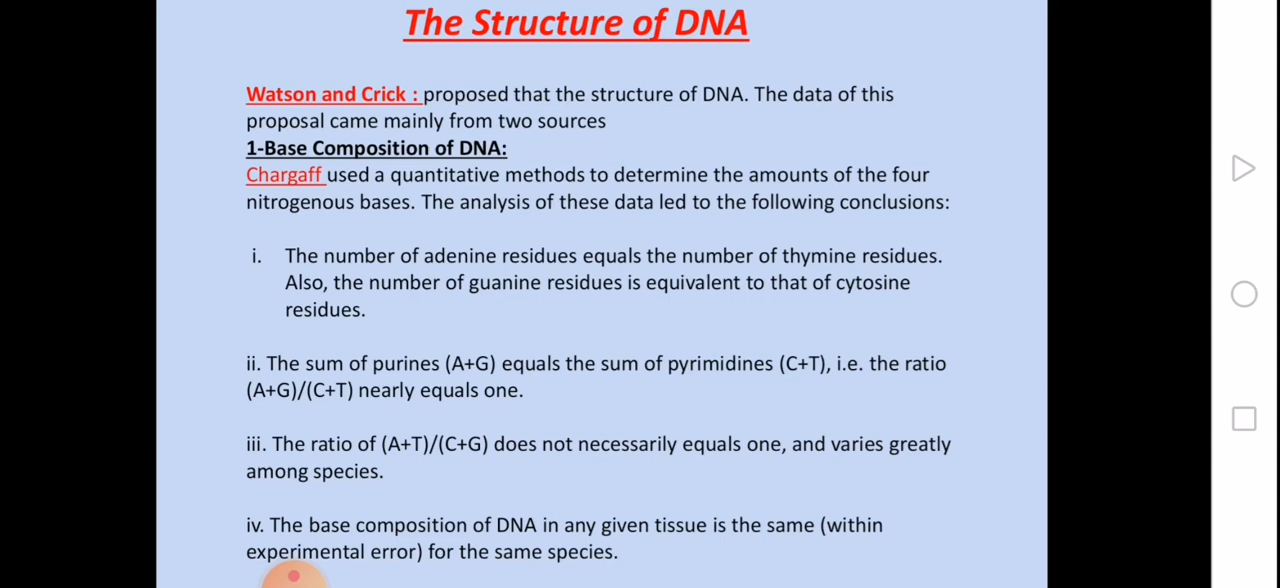 The Structure of DNA
Watson and Crick : proposed that the structure of DNA. The data of this
proposal came mainly from two sources
1-Base Composition of DNA:
Chargaff used a quantitative methods to determine the amounts of the four
nitrogenous bases. The analysis of these data led to the following conclusions:
i. The number of adenine residues equals the number of thymine residues.
Also, the number of guanine residues is equivalent to that of cytosine
residues.
ii. The sum of purines (A+G) equals the sum of pyrimidines (C+T), i.e. the ratio
(A+G)/(C+T) nearly equals one.
iii. The ratio of (A+T)/(C+G) does not necessarily equals one, and varies greatly
among species.
iv. The base composition of DNA in any given tissue is the same (within
experimental error) for the same species.